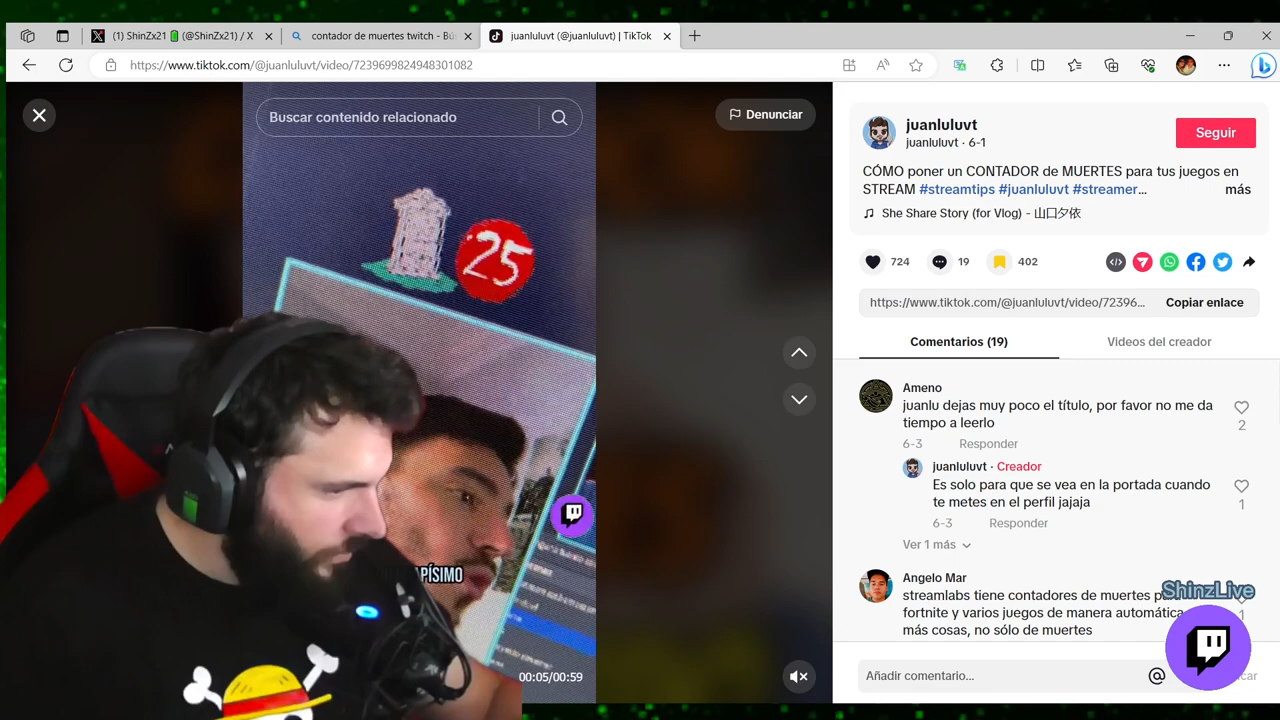 (1) ShinZx21 (@ShinZx21) / X
contador de muertes twitch - Bú
juanluluvt (@juanluluvt) | TikTok
https://www.tiktok.com/@juanluluvt/video/7239699824948301082
Buscar contenido relacionado
Denunciar
25
00:05/00:59
juanluluvt
juanluluvt · 6-1
Seguir
CÓMO poner un CONTADOR de MUERTES para tus juegos en
STREAM #streamtips #juanluluvt #streamer...
más
She Share Story (for Vlog) - 山口夕依
724
19
402
https://www.tiktok.com/@juanluluvt/video/72396...
Copiar enlace
Comentarios (19)
Videos del creador
Ameno
juanlu dejas muy poco el título, por favor no me da
tiempo a leerlo
2
6-3
Responder
juanluluvt · Creador
Es solo para que se vea en la portada cuando
te metes en el perfil jajaja
1
6-3
Responder
Ver 1 más
Angelo Mar
streamlabs tiene contadores de muertes
fortnite y varios juegos de manera automática
más cosas, no sólo de muertes
1
ShinzLive
Añadir comentario...